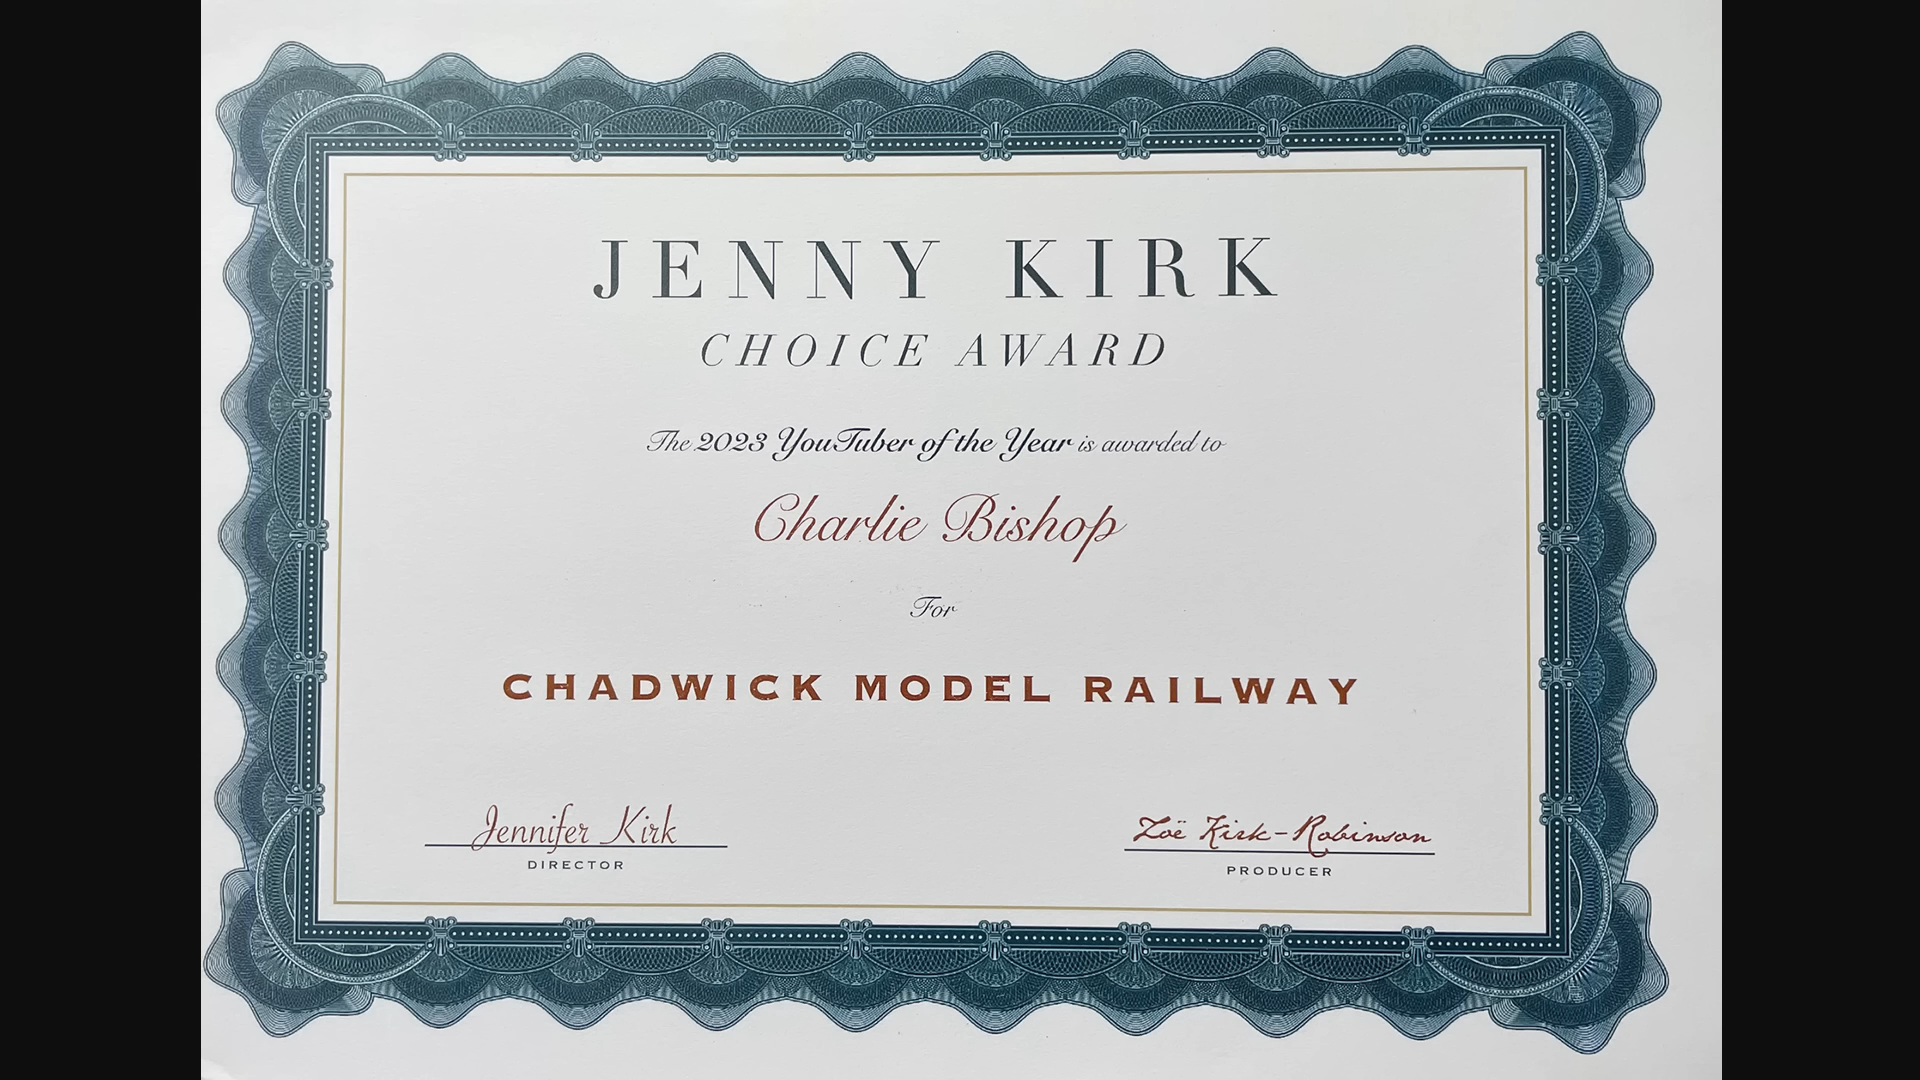 JENNY KIRK
CHOICE AWARD
The 2023 YouTuber of the Year is awarded to
Charlie Bishop
For
CHADWICK MODEL RAILWAY
Jennifer Kirk
DIRECTOR
Zoë Kirk-Robinson
PRODUCER